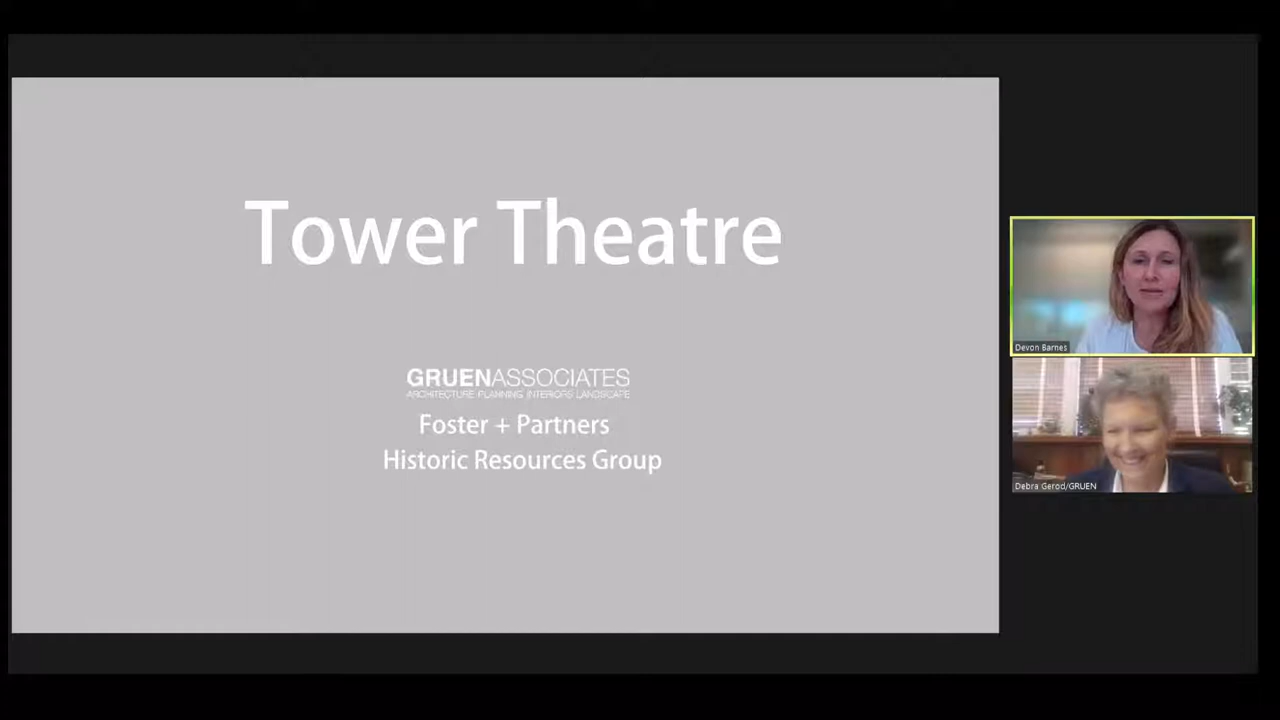 Tower Theatre
GRUENASSOCIATES
ARCHITECTURE PLANNING INTERIORS LANDSCAPE
Foster + Partners
Historic Resources Group
Devon Barnes
Debra Gerod/GRUEN